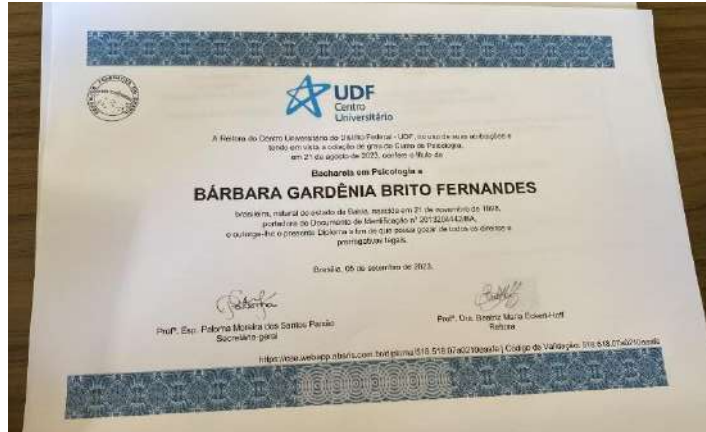 UDF
Centro
Universitário
A Reitora do Centro Universitário do Distrito Federal - UDF, no uso de suas atribuições e
tendo em vista a colação de grau do Curso de Psicologia,
em 21 de agosto de 2023, confere o título de
Bacharela em Psicologia a
BÁRBARA GARDÊNIA BRITO FERNANDES
brasileira, natural do estado da Bahia, nascida em 21 de novembro de
portadora do Documento de Identificação nº
e outorga-lhe o presente Diploma a fim de que possa gozar de todos os direitos e
prerrogativas legais.
Brasília, 05 de setembro de 2023.
Profª. Esp. Paloma Moreira dos Santos
Secretária-geral
Profª. Dra. Beatriz Maria Eckert-Hoff
Reitora
Código de Validação: